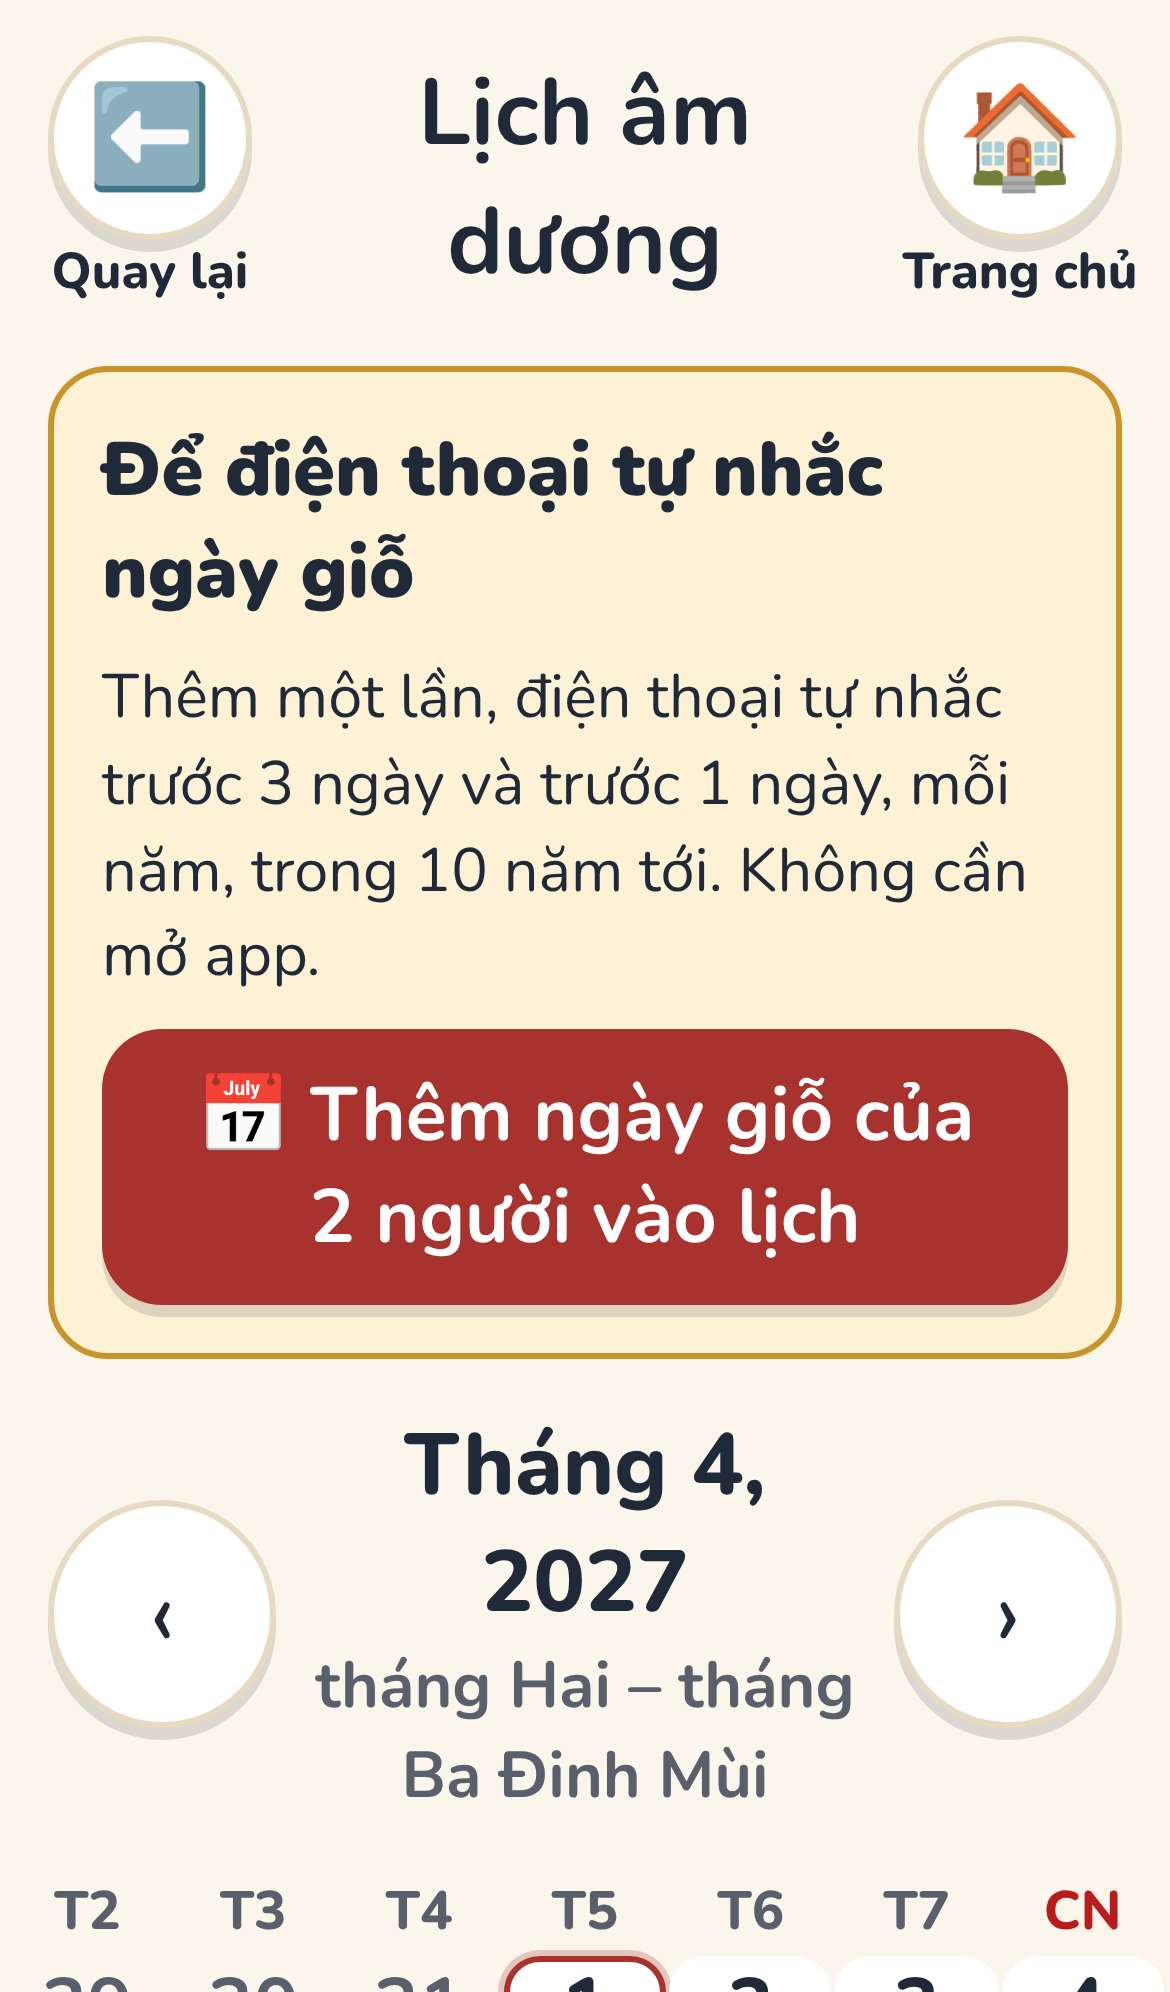 Lịch âm
dương
Quay lại
Trang chủ
Để điện thoại tự nhắc
ngày giỗ
Thêm một lần, điện thoại tự nhắc
trước 3 ngày và trước 1 ngày, mỗi
năm, trong 10 năm tới. Không cần
mở app.
July
17
Thêm ngày giỗ của
2 người vào lịch
Tháng 4,
2027
‹
›
tháng Hai – tháng
Ba Đinh Mùi
T2 T3 T4 T5 T6 T7 CN